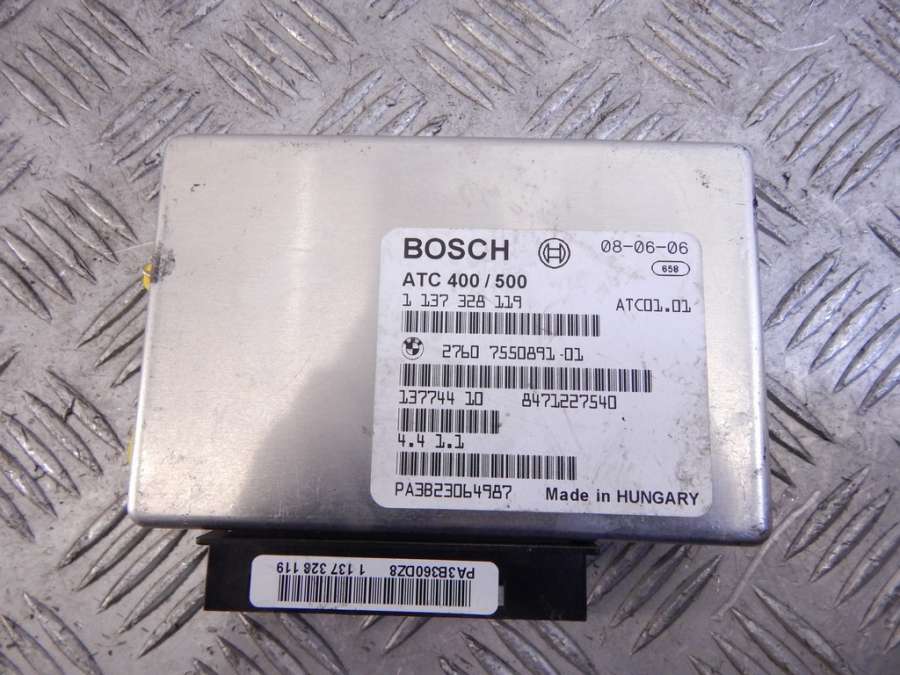 BOSCH 08-06-06
658
ATC 400 / 500
1 137 328 119 ATC01.01
2760 7550891-01
137744 10 8471227540
4.4 1.1
PA3B23064987 Made in HUNGARY
PA3B360DZ8
1 137 328 119